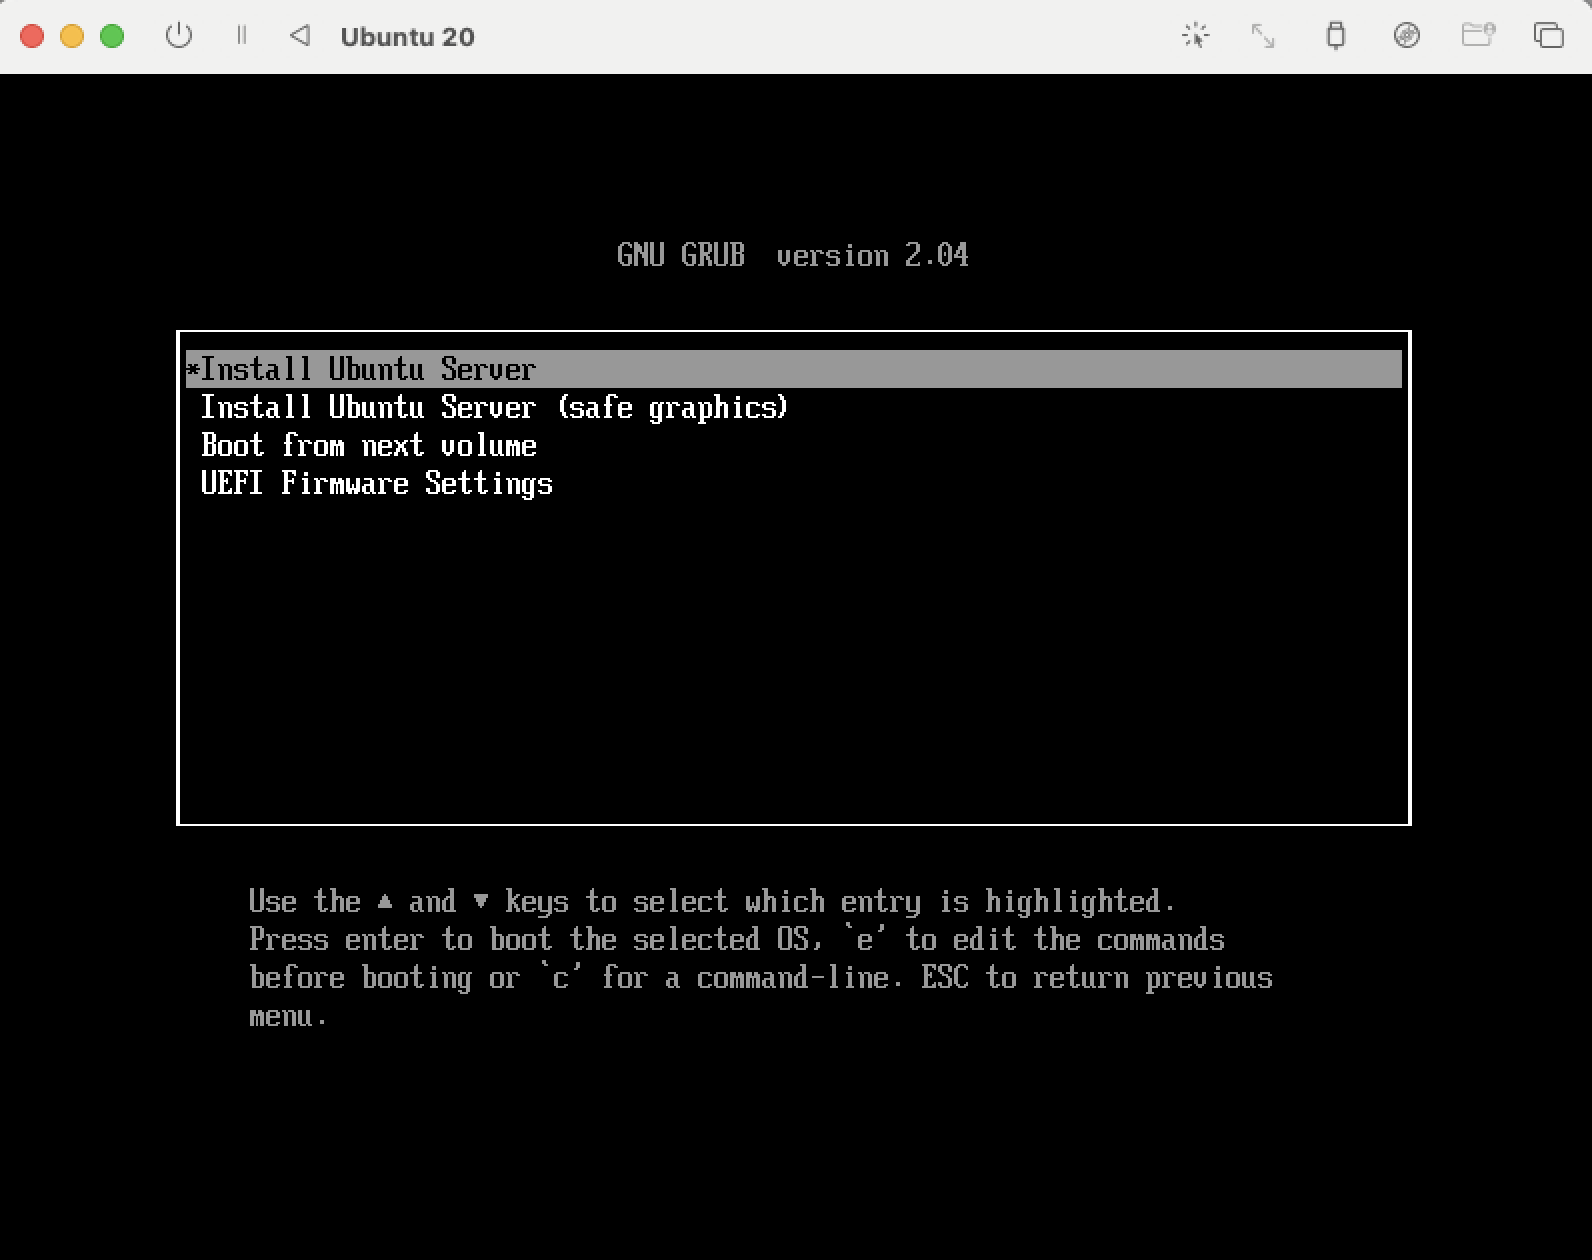 Ubuntu 20
GNU GRUB  version 2.04
*Install Ubuntu Server
Install Ubuntu Server (safe graphics)
Boot from next volume
UEFI Firmware Settings
Use the ▲ and ▼ keys to select which entry is highlighted.
Press enter to boot the selected OS, `e' to edit the commands
before booting or `c' for a command-line. ESC to return previous
menu.